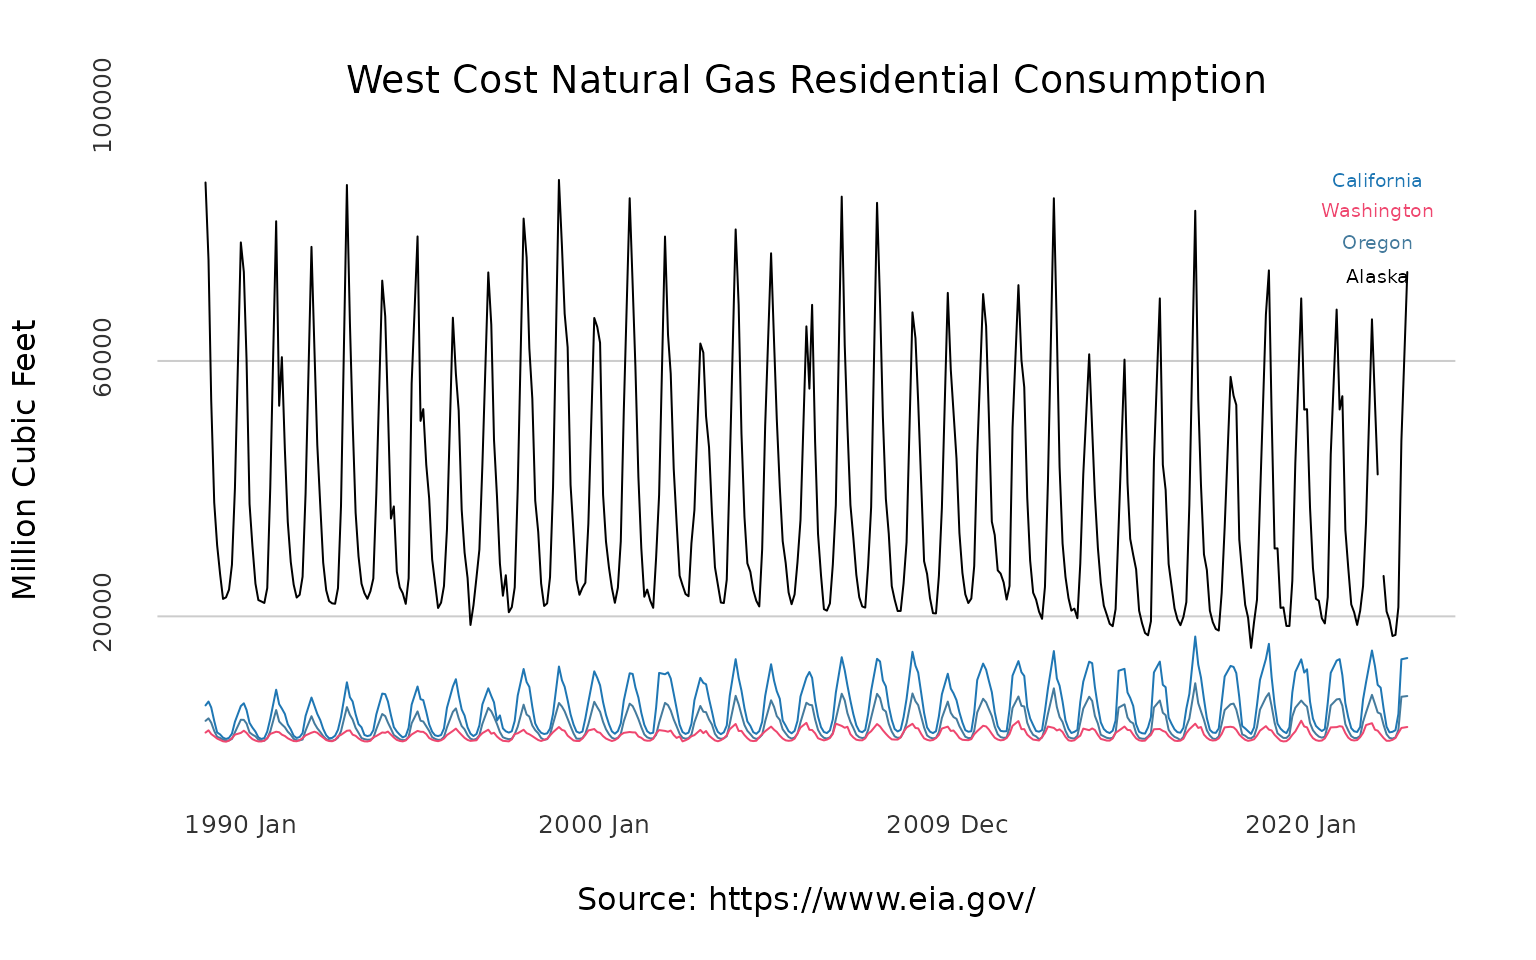 West Cost Natural Gas Residential Consumption
Million Cubic Feet
100000
60000
20000
California
Washington
Oregon
Alaska
1990 Jan
2000 Jan
2009 Dec
2020 Jan
Source: https://www.eia.gov/